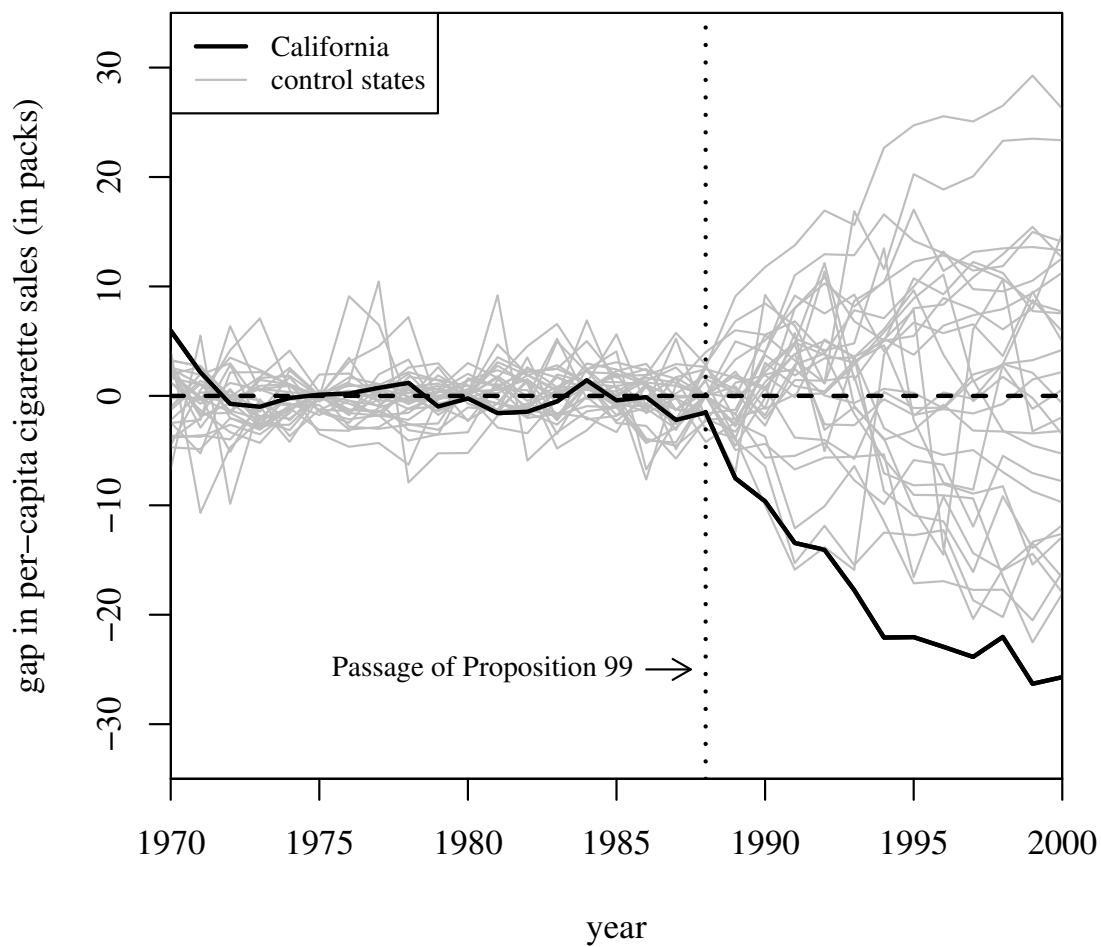 California
control states
gap in per−capita cigarette sales (in packs)
30
20
10
0
−10
−20
−30
Passage of Proposition 99
1970 1975 1980 1985 1990 1995 2000
year